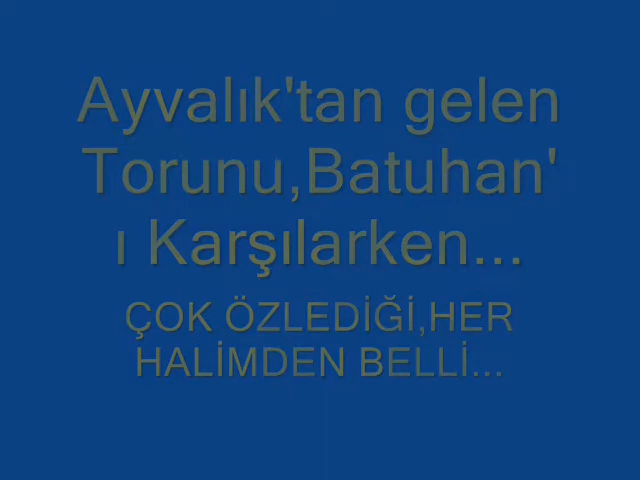 Ayvalık'tan gelen
Torunu,Batuhan'
ı Karşılarken...
ÇOK ÖZLEDİĞİ,HER
HALİMDEN BELLİ...